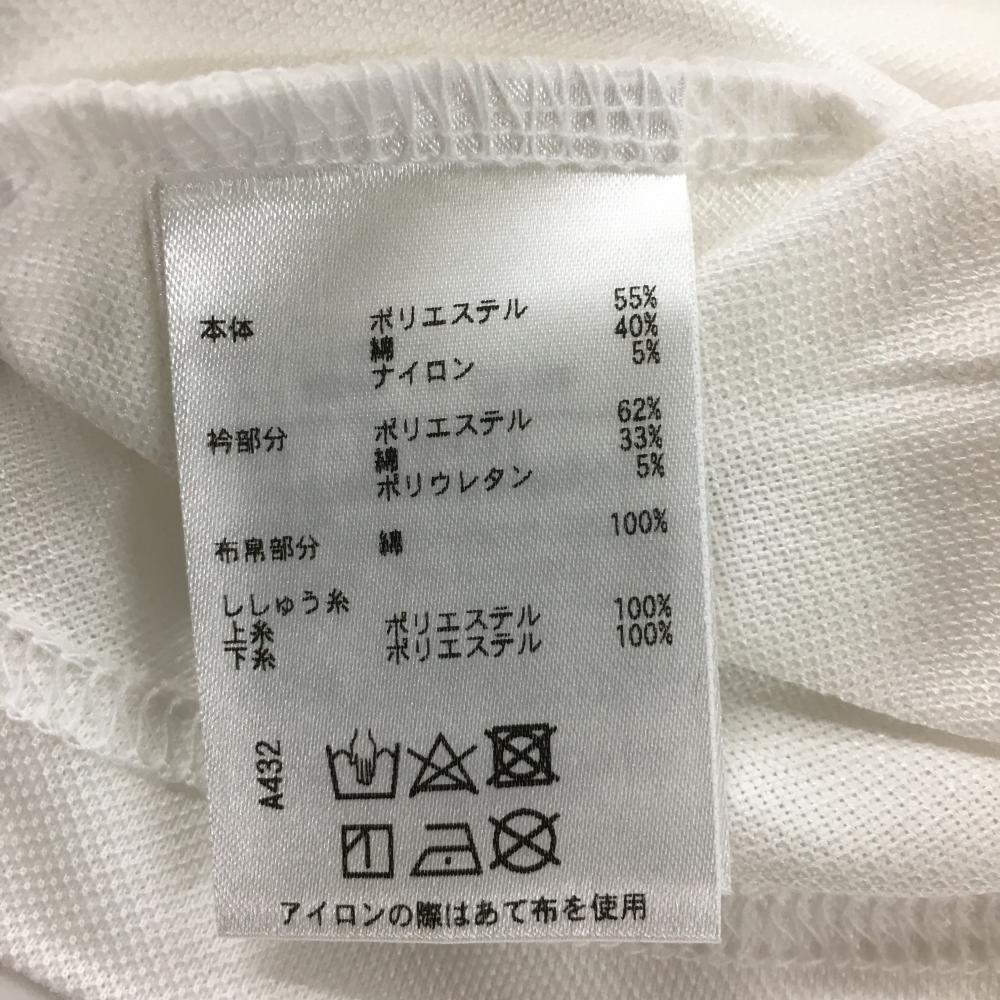 本体 ポリエステル 55%
綿 40%
ナイロン 5%
衿部分 ポリエステル 62%
綿 33%
ポリウレタン 5%
布帛部分 綿 100%
ししゅう糸
上糸 ポリエステル 100%
下糸 ポリエステル 100%
A432
アイロンの際はあて布を使用